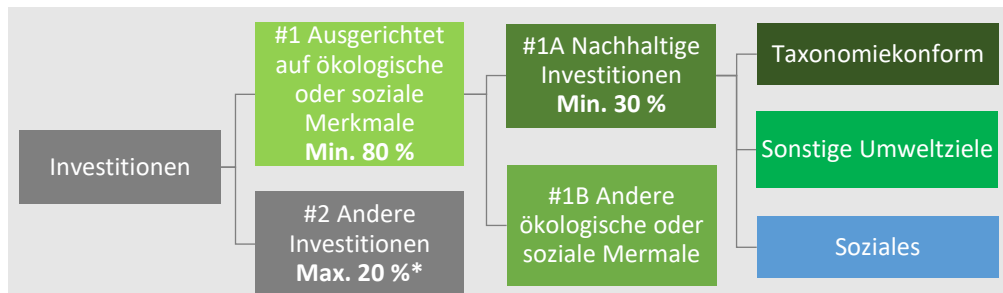 Investitionen
#1 Ausgerichtet
auf ökologische
oder soziale
Merkmale
Min. 80 %
#2 Andere
Investitionen
Max. 20 %*
#1A Nachhaltige
Investitionen
Min. 30 %
#1B Andere
ökologische oder
soziale Mermale
Taxonomiekonform
Sonstige Umweltziele
Soziales